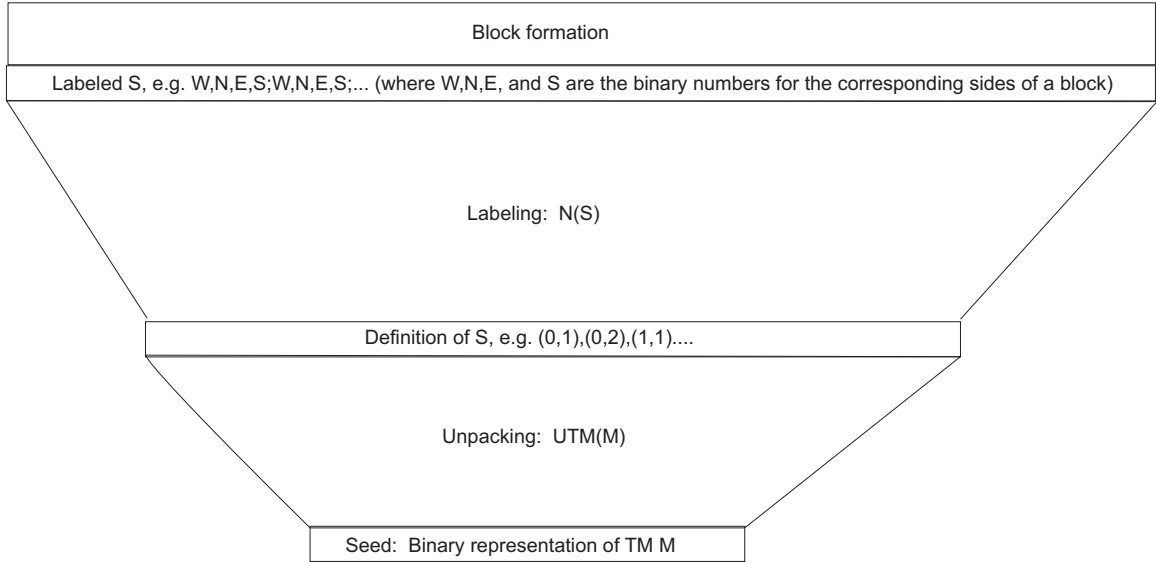 Block formation
Labeled S, e.g. W,N,E,S;W,N,E,S;... (where W,N,E, and S are the binary numbers for the corresponding sides of a block)
Labeling:  N(S)
Definition of S, e.g. (0,1),(0,2),(1,1)....
Unpacking:  UTM(M)
Seed:  Binary representation of TM M